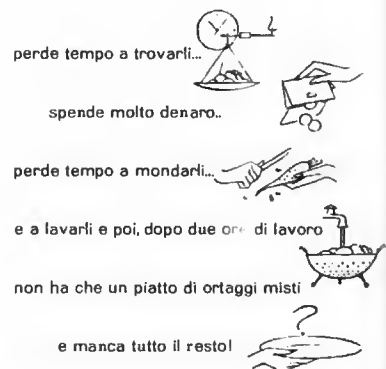 perde tempo a trovarli...
spende molto denaro..
perde tempo a mondarli...
e a lavarli e poi, dopo due ore di lavoro
non ha che un piatto di ortaggi misti
e manca tutto il resto!
?